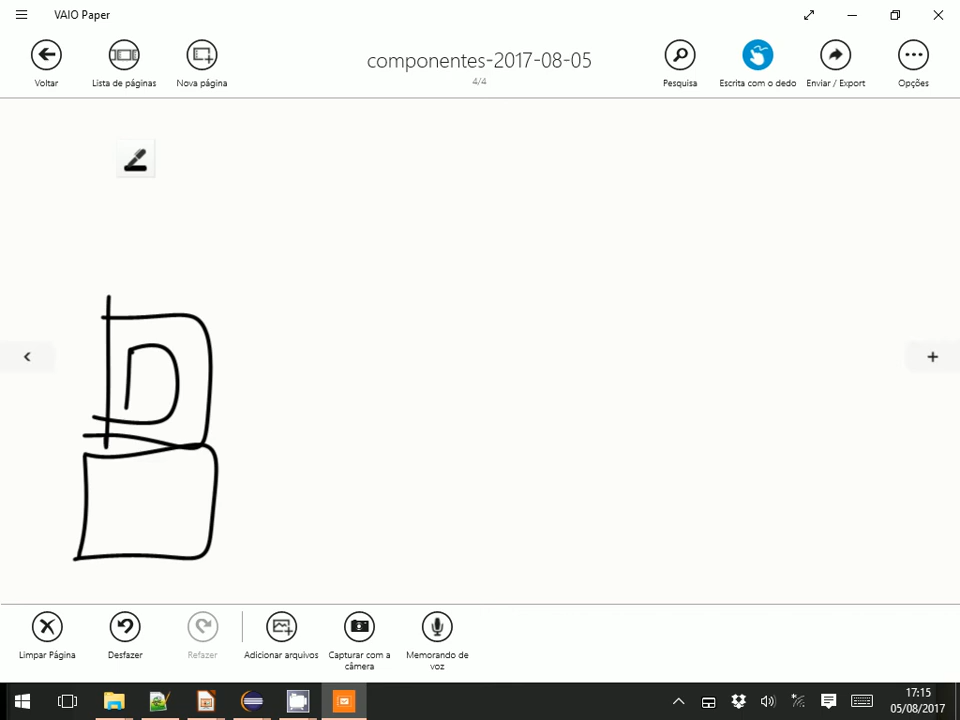 VAIO Paper
Voltar
Lista de páginas
Nova página
componentes-2017-08-05
4/4
Pesquisa
Escrita com o dedo
Enviar / Export
Opções
D
Limpar Página
Desfazer
Refazer
Adicionar arquivos
Capturar com a
câmera
Memorando de
voz
17:15
05/08/2017